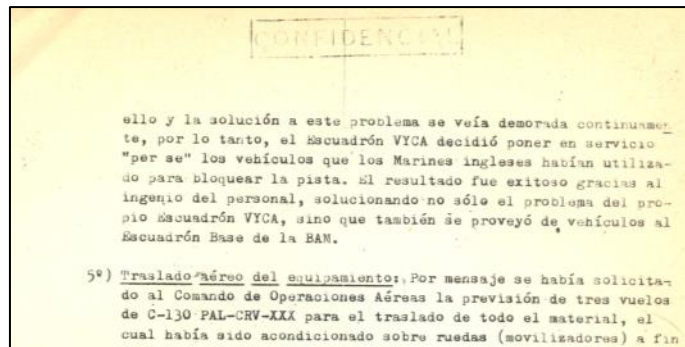 CONFIDENCIAL
ello y la solución a este problema se veía demorada continuamen
te, por lo tanto, el Escuadrón VYCA decidió poner en servicio
"per se" los vehículos que los Marines ingleses habían utiliza-
do para bloquear la pista. El resultado fue exitoso gracias al
ingenio del personal, solucionando no sólo el problema del pro-
pio Escuadrón VYCA, sino que también se proveyó de vehículos al
Escuadrón Base de la BAM.
5º) Traslado aéreo del equipamiento: Por mensaje se había solicita-
do al Comando de Operaciones Aéreas la previsión de tres vuelos
de C-130 PAL-CRV-XXX para el traslado de todo el material, el
cual había sido acondicionado sobre ruedas (movilizadores) a fin